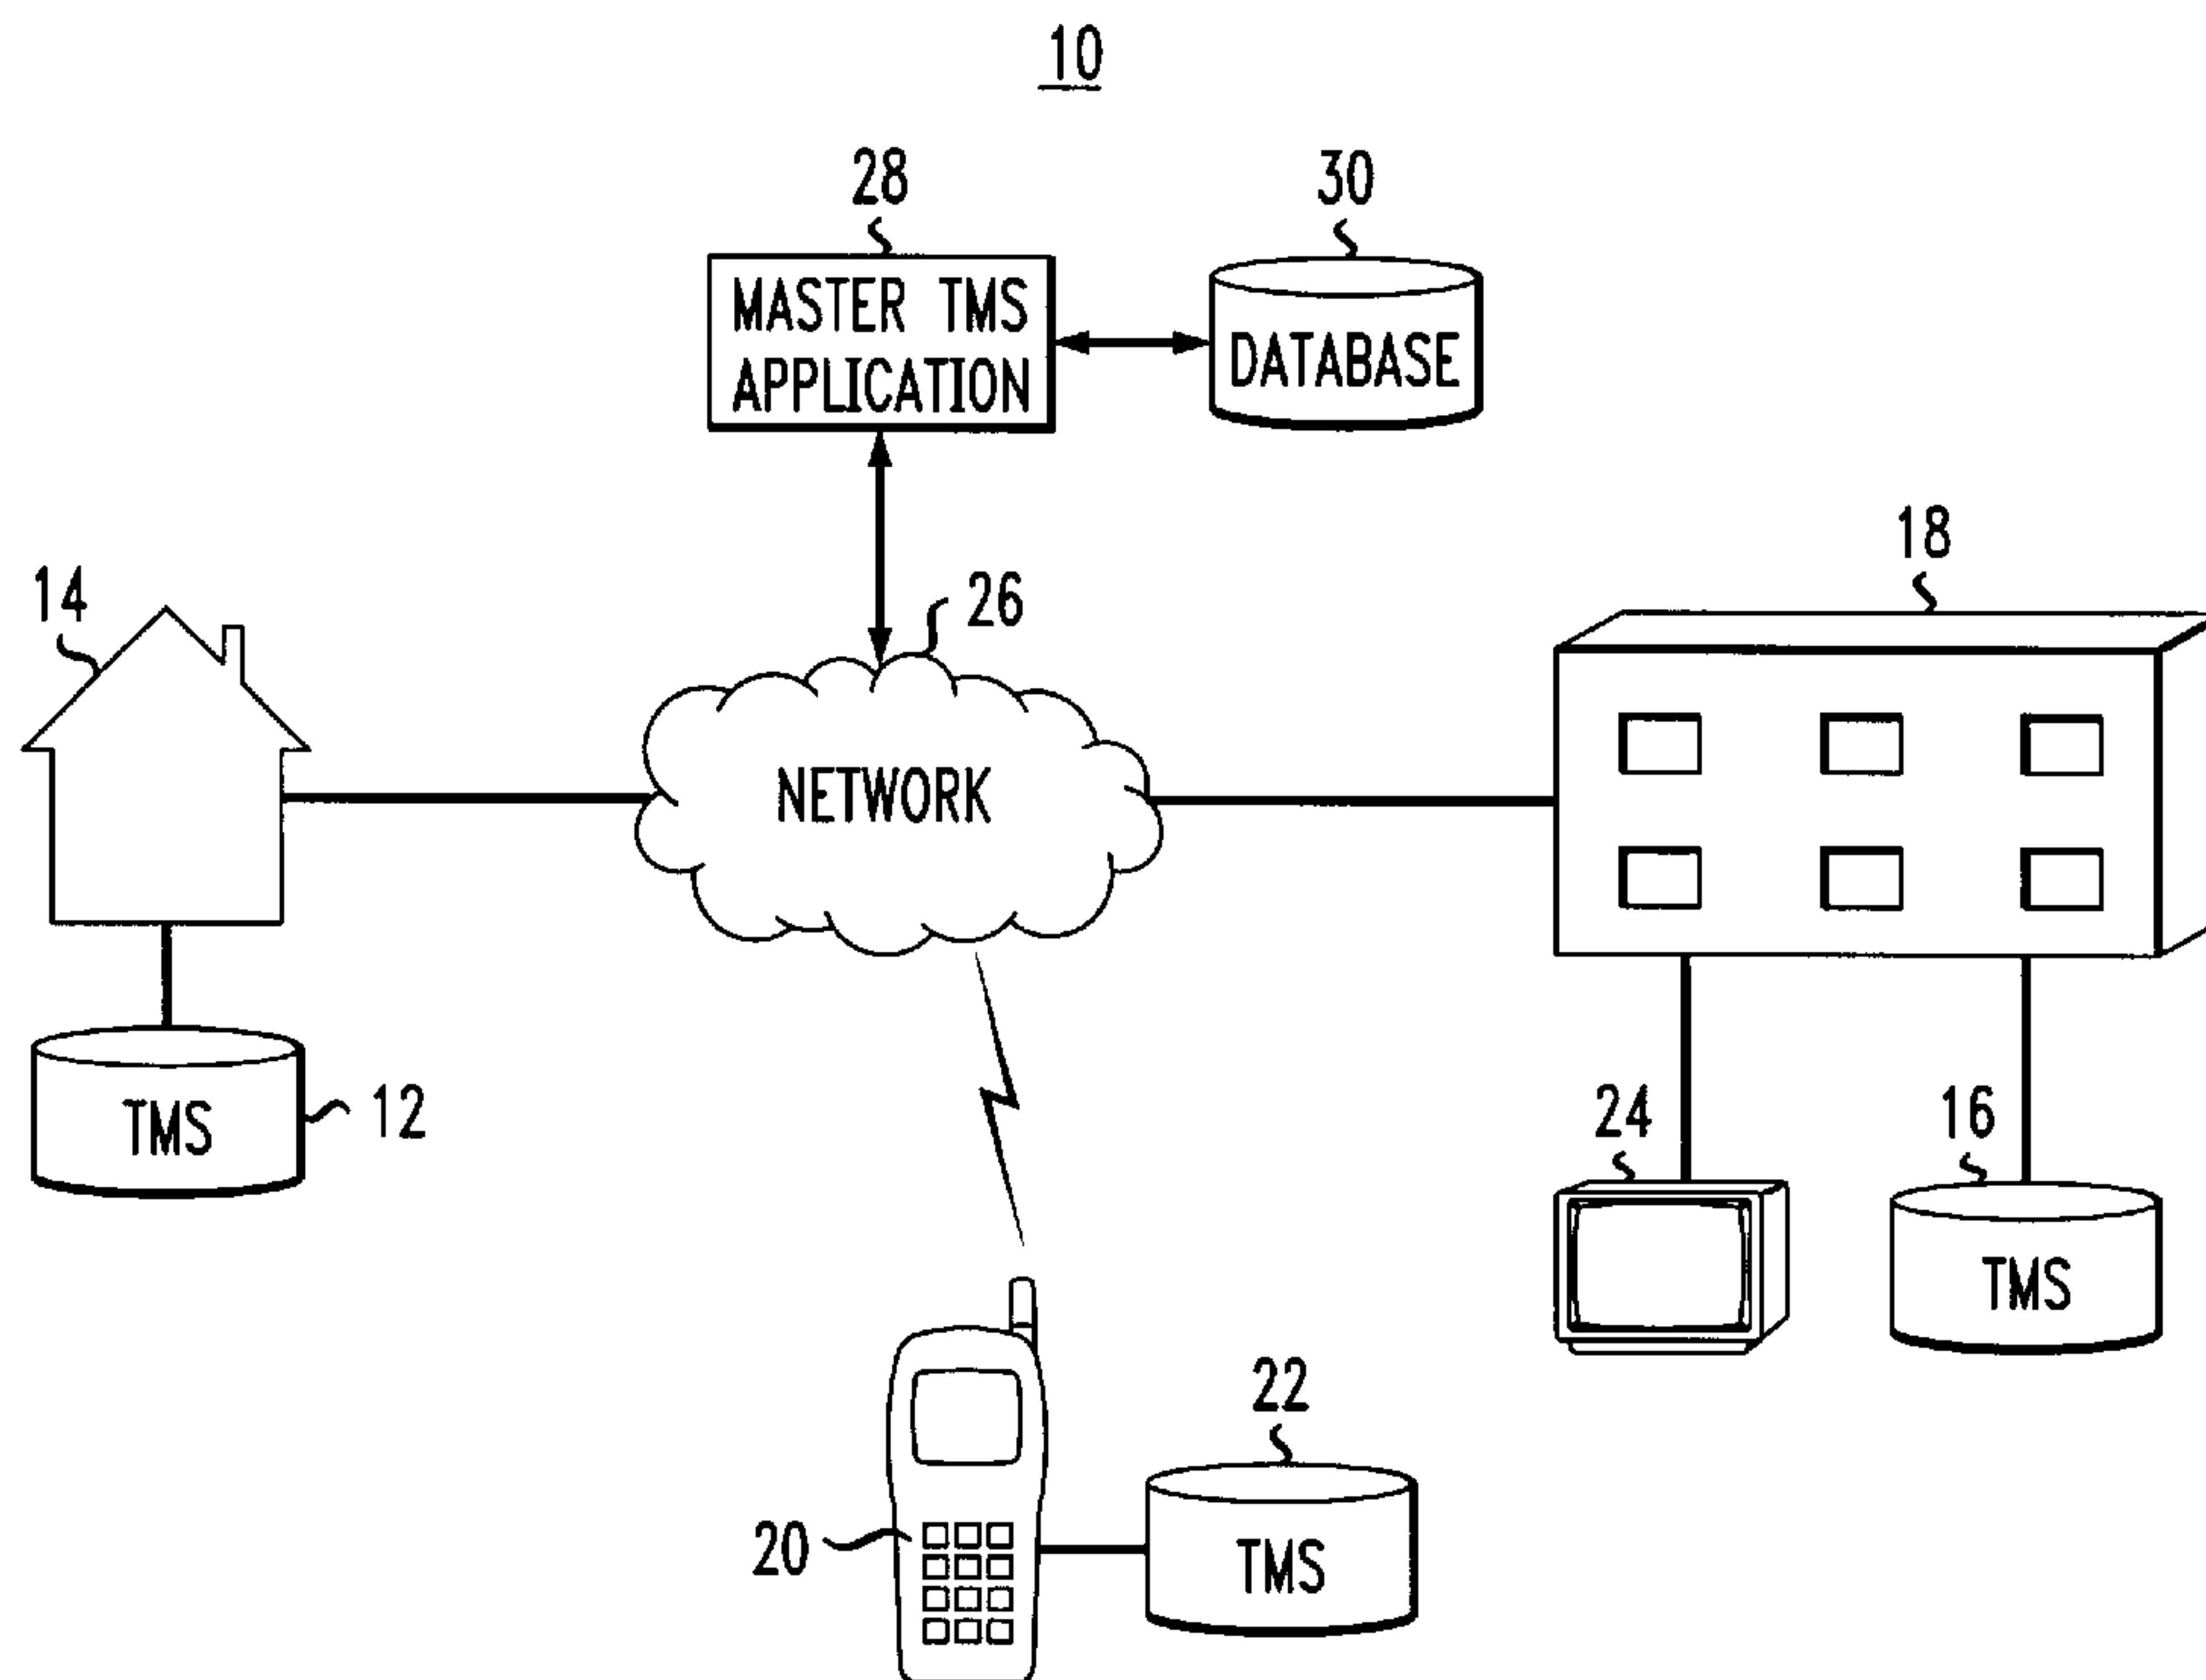 10
28
30
MASTER TMS
APPLICATION
DATABASE
18
14
26
NETWORK
TMS
12
24
16
TMS
22
20
TMS